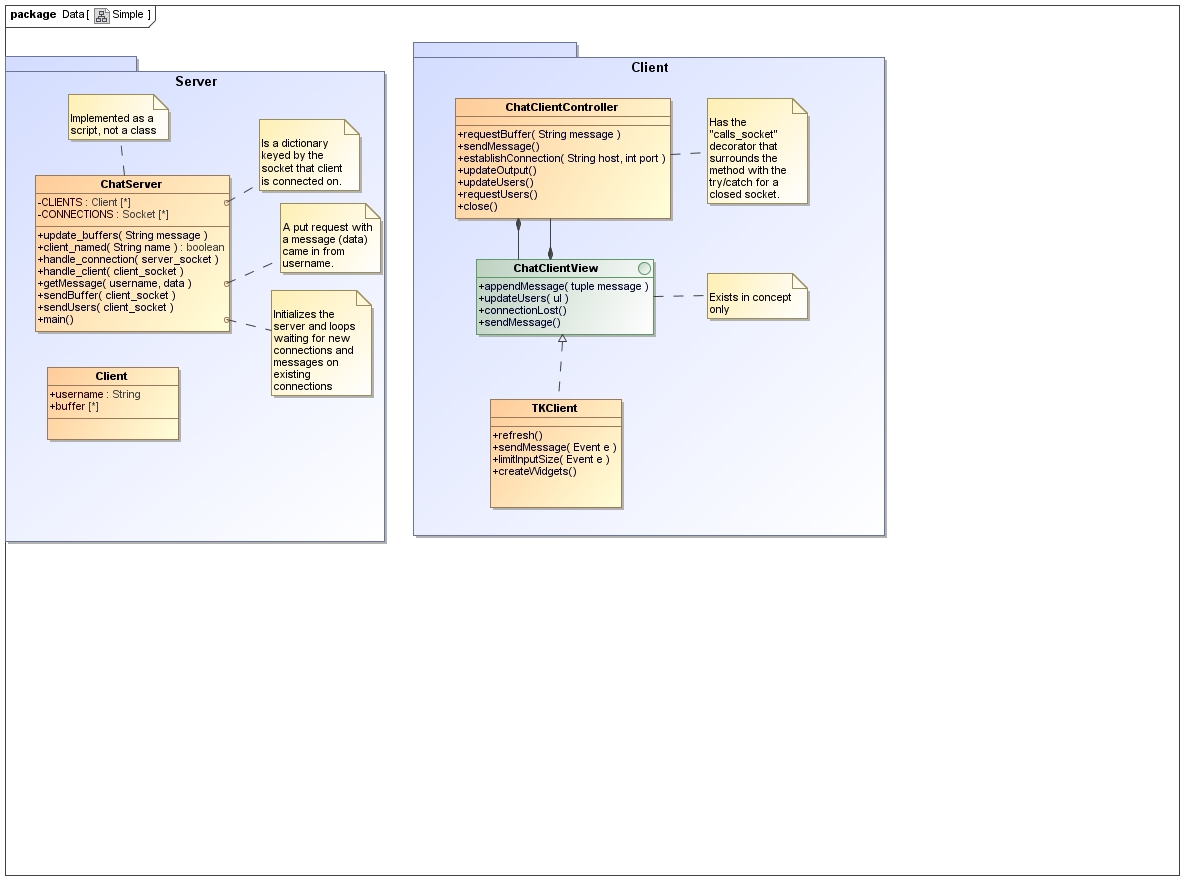 package Data [ Simple ]
Server
Implemented as a
script, not a class
Is a dictionary
keyed by the
socket that client
is connected on.
ChatServer
-CLIENTS : Client [*]
-CONNECTIONS : Socket [*]
+update_buffers( String message )
+client_named( String name ) : boolean
+handle_connection( server_socket )
+handle_client( client_socket )
+getMessage( username, data )
+sendBuffer( client_socket )
+sendUsers( client_socket )
+main()
A put request with
a message (data)
came in from
username.
Initializes the
server and loops
waiting for new
connections and
messages on
existing
connections
Client
+username : String
+buffer [*]
Client
ChatClientController
+requestBuffer( String message )
+sendMessage()
+establishConnection( String host, int port )
+updateOutput()
+updateUsers()
+requestUsers()
+close()
Has the
"calls_socket"
decorator that
surrounds the
method with the
try/catch for a
closed socket.
ChatClientView
+appendMessage( tuple message )
+updateUsers( ul )
+connectionLost()
+sendMessage()
Exists in concept
only
TKClient
+refresh()
+sendMessage( Event e )
+limitInputSize( Event e )
+createWidgets()